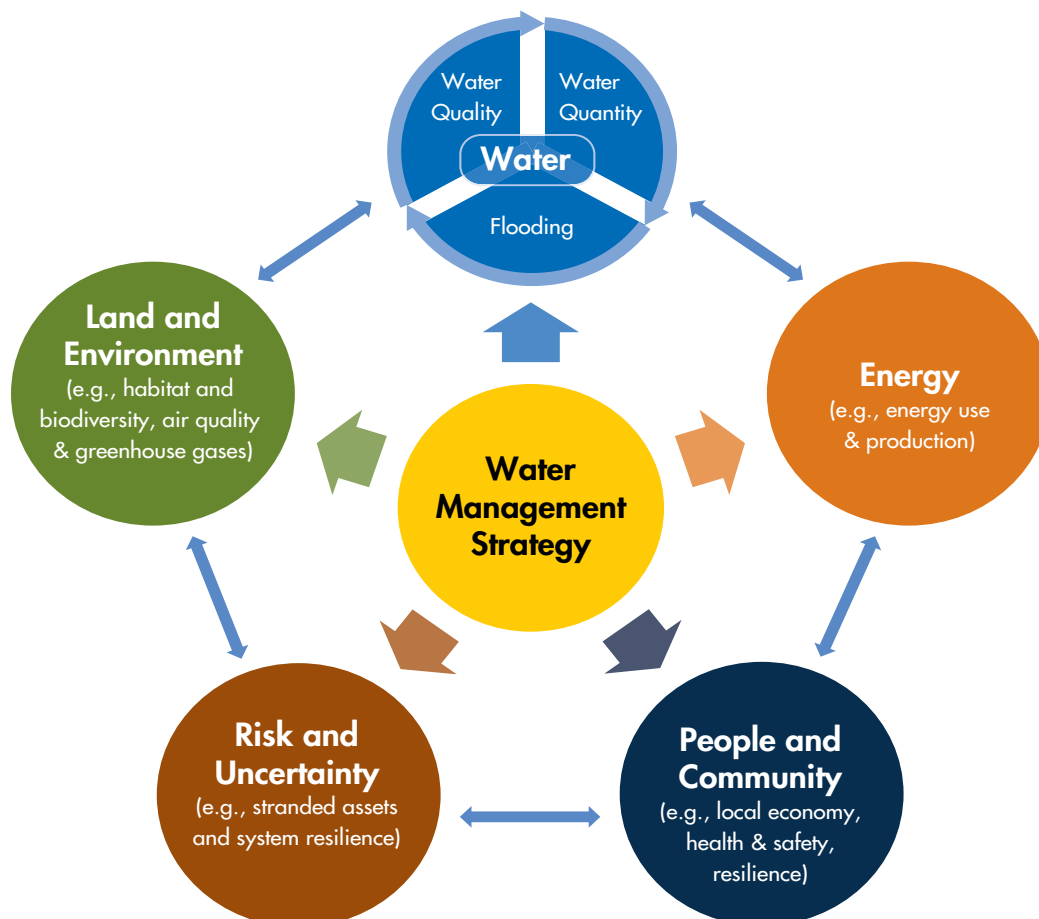 Water
Quality
Water
Quantity
Water
Flooding
Land and
Environment
(e.g., habitat and
biodiversity, air quality
& greenhouse gases)
Energy
(e.g., energy use
& production)
Water
Management
Strategy
Risk and
Uncertainty
(e.g., stranded assets
and system resilience)
People and
Community
(e.g., local economy,
health & safety,
resilience)